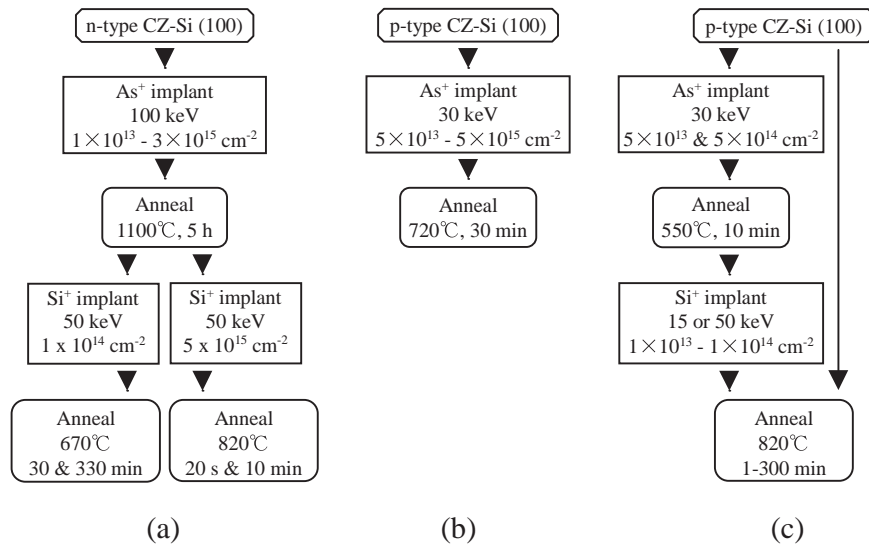 n-type CZ-Si (100)
As⁺ implant
100 keV
1×10¹³ - 3×10¹⁵ cm⁻²
Anneal
1100℃, 5 h
Si⁺ implant
50 keV
1 x 10¹⁴ cm⁻²
Si⁺ implant
50 keV
5 x 10¹⁵ cm⁻²
Anneal
670℃
30 & 330 min
Anneal
820℃
20 s & 10 min
(a)
p-type CZ-Si (100)
As⁺ implant
30 keV
5×10¹³ - 5×10¹⁵ cm⁻²
Anneal
720℃, 30 min
(b)
p-type CZ-Si (100)
As⁺ implant
30 keV
5×10¹³ & 5×10¹⁴ cm⁻²
Anneal
550℃, 10 min
Si⁺ implant
15 or 50 keV
1×10¹³ - 1×10¹⁴ cm⁻²
Anneal
820℃
1-300 min
(c)